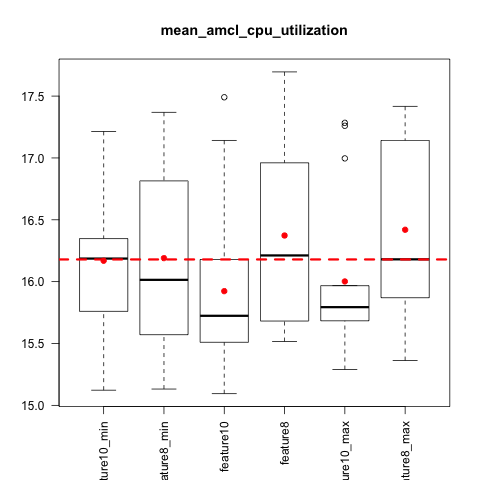 mean_amcl_cpu_utilization
17.5
17.0
16.5
16.0
15.5
15.0
ture10_min
ature8_min
feature10
feature8
ure10_max
ture8_max